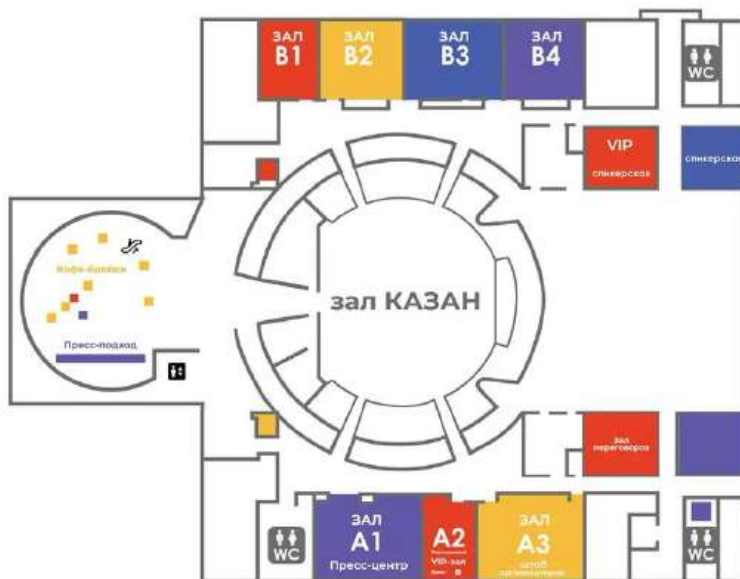 ЗАЛ
B1
ЗАЛ
B2
ЗАЛ
B3
ЗАЛ
B4
WC
VIP
спикерская
спикерская
Кофе-брейки
зал КАЗАН
Пресс-подход
зал
переговоров
WC
ЗАЛ
A1
Пресс-центр
A2
VIP-зал
ЗАЛ
A3
штаб
организаторов
WC